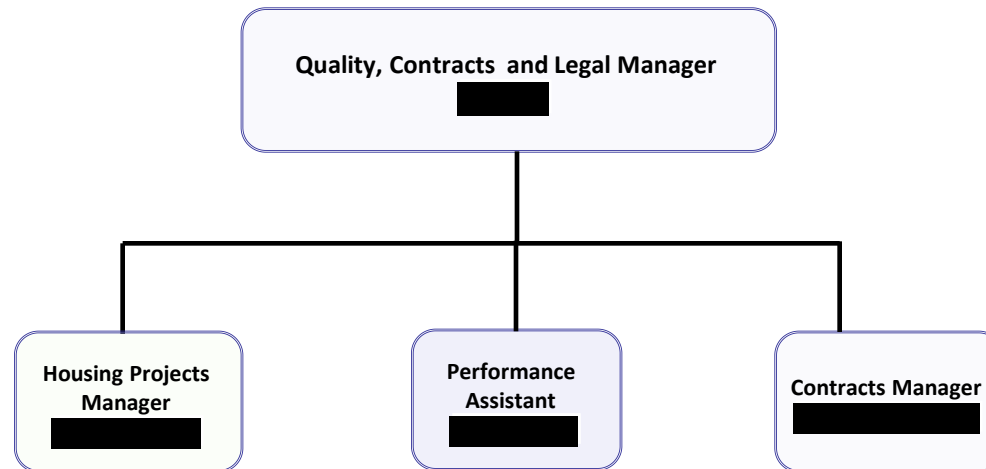 Quality, Contracts and Legal Manager
Housing Projects
Manager
Performance
Assistant
Contracts Manager